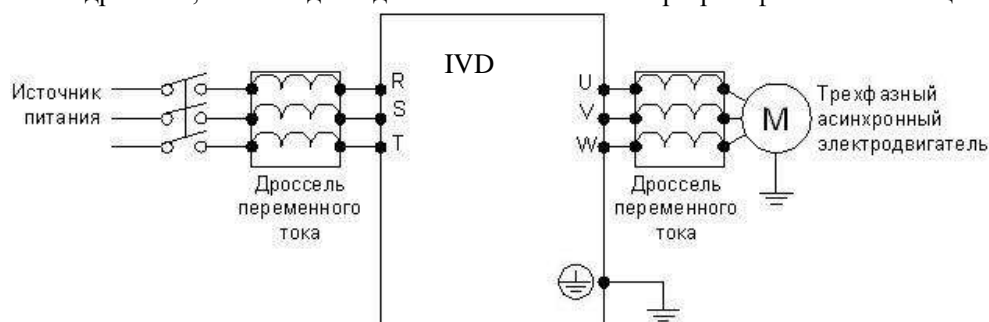 IVD
Источник
питания
R
S
T
U
V
W
Дроссель
переменного
тока
Дроссель
переменного
тока
M
Трехфазный
асинхронный
электродвигатель